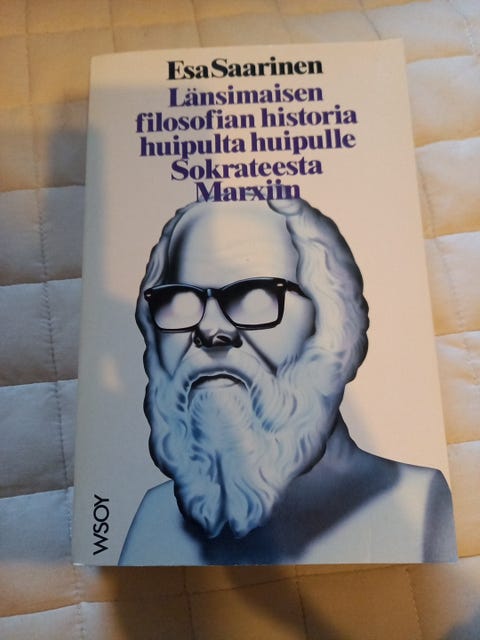 Esa Saarinen
Länsimaisen
filosofian historia
huipulta huipulle
Sokrateesta
Marxiin
WSOY